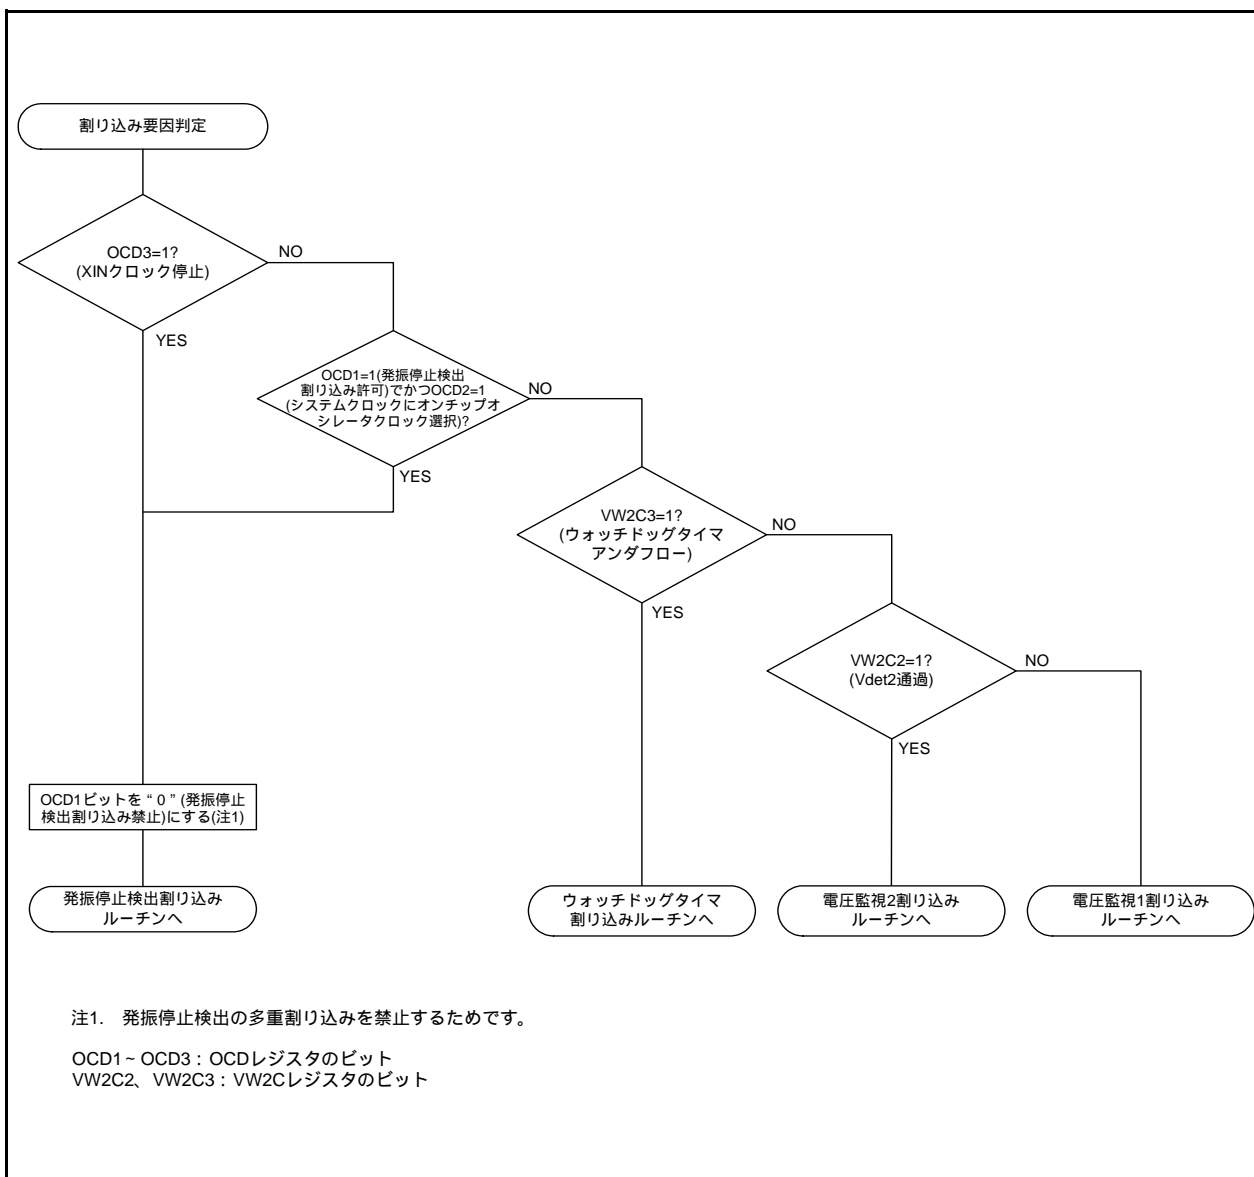 割り込み要因判定
OCD3=1?
(XINクロック停止)
NO
YES
OCD1=1(発振停止検出
割り込み許可)でかつOCD2=1
(システムクロックにオンチップオ
シレータクロック選択)?
NO
YES
VW2C3=1?
(ウォッチドッグタイマ
アンダフロー)
NO
YES
VW2C2=1?
(Vdet2通過)
NO
YES
OCD1ビットを“0”(発振停止
検出割り込み禁止)にする(注1)
発振停止検出割り込み
ルーチンへ
ウォッチドッグタイマ
割り込みルーチンへ
電圧監視2割り込み
ルーチンへ
電圧監視1割り込み
ルーチンへ
注1. 発振停止検出の多重割り込みを禁止するためです。
OCD1~OCD3:OCDレジスタのビット
VW2C2、VW2C3:VW2Cレジスタのビット